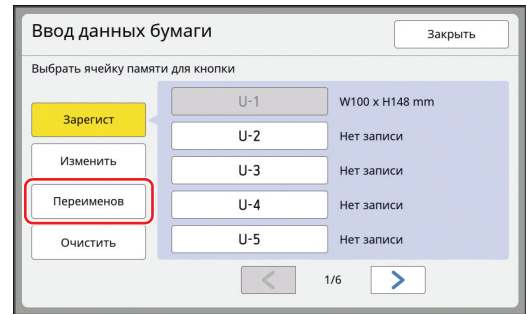 Ввод данных бумаги
Закрыть
Выбрать ячейку памяти для кнопки
Зарегист
Изменить
Переименов
Очистить
U-1 W100 x H148 mm
U-2 Нет записи
U-3 Нет записи
U-4 Нет записи
U-5 Нет записи
1/6